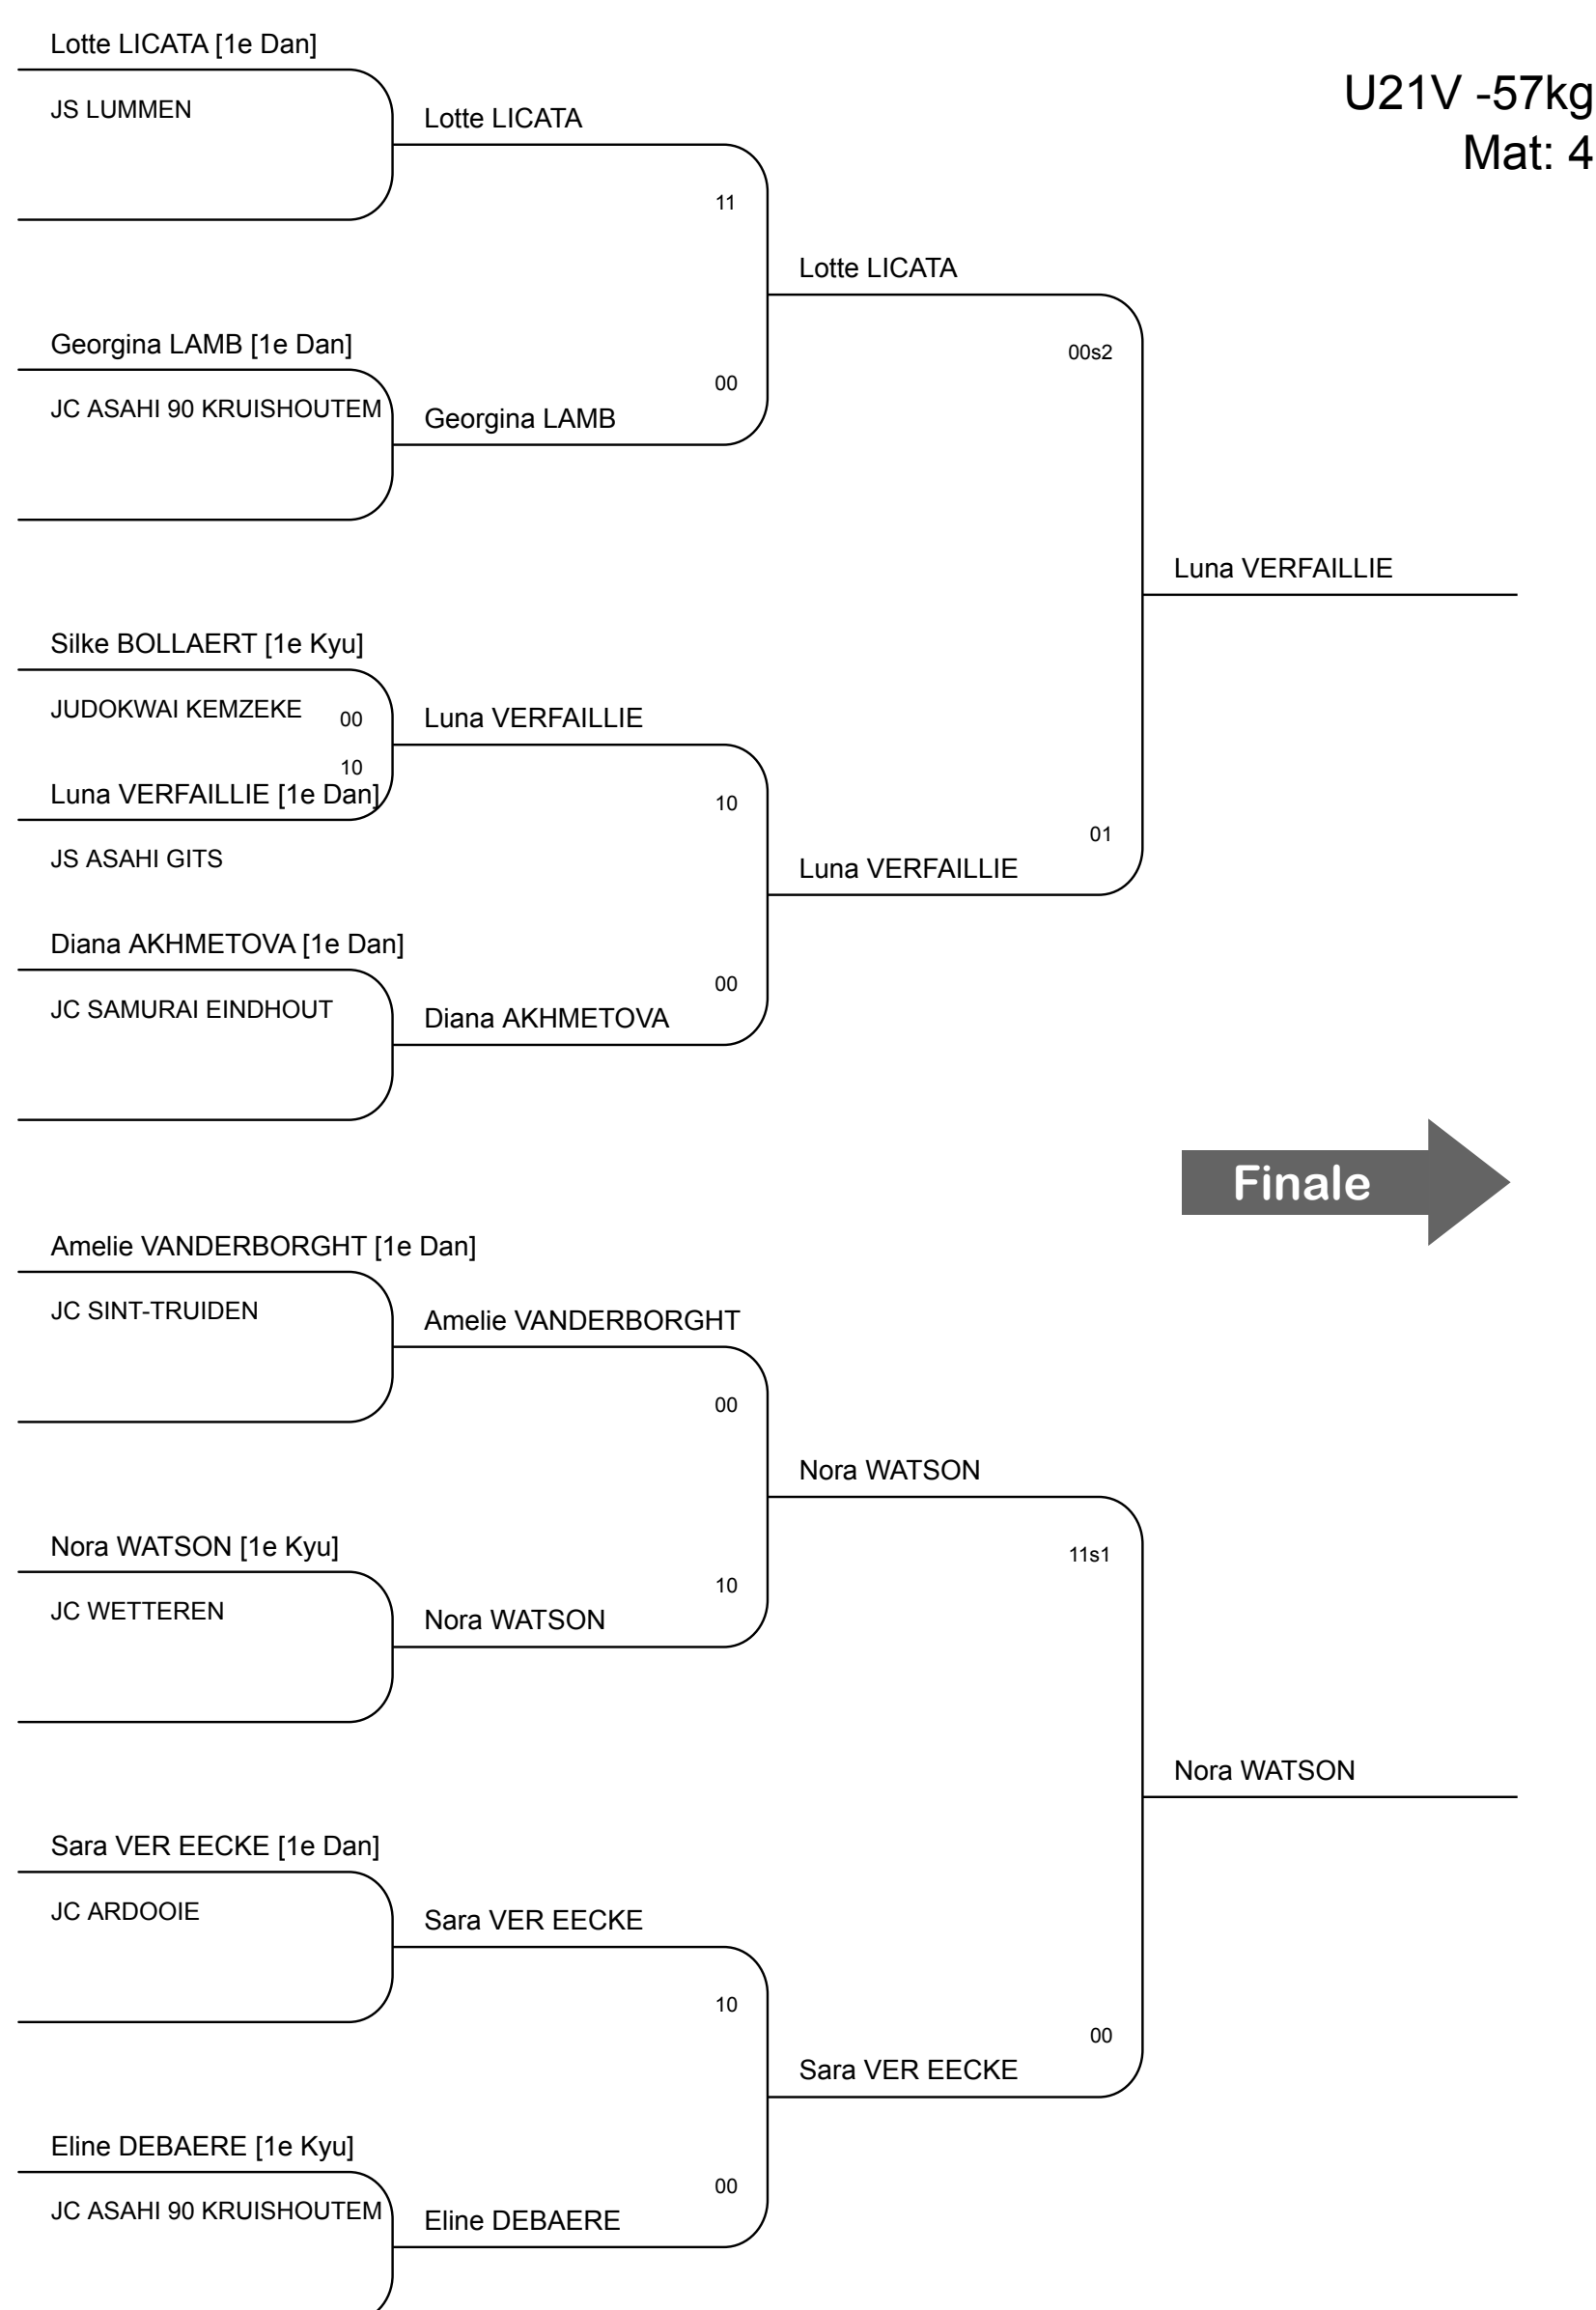 Lotte LICATA [1e Dan]
JS LUMMEN
U21V -57kg
Mat: 4
Lotte LICATA
11
Lotte LICATA
Georgina LAMB [1e Dan]
JC ASAHI 90 KRUISHOUTEM
00
Georgina LAMB
00s2
Luna VERFAILLIE
Silke BOLLAERT [1e Kyu]
JUDOKWAI KEMZEKE
00
Luna VERFAILLIE
10
Luna VERFAILLIE [1e Dan]
JS ASAHI GITS
10
01
Luna VERFAILLIE
Diana AKHMETOVA [1e Dan]
JC SAMURAI EINDHOUT
00
Diana AKHMETOVA
Finale
Amelie VANDERBORGHT [1e Dan]
JC SINT-TRUIDEN
Amelie VANDERBORGHT
00
Nora WATSON
Nora WATSON [1e Kyu]
JC WETTEREN
10
Nora WATSON
11s1
Nora WATSON
Sara VER EECKE [1e Dan]
JC ARDOOIE
Sara VER EECKE
10
00
Sara VER EECKE
Eline DEBAERE [1e Kyu]
JC ASAHI 90 KRUISHOUTEM
00
Eline DEBAERE